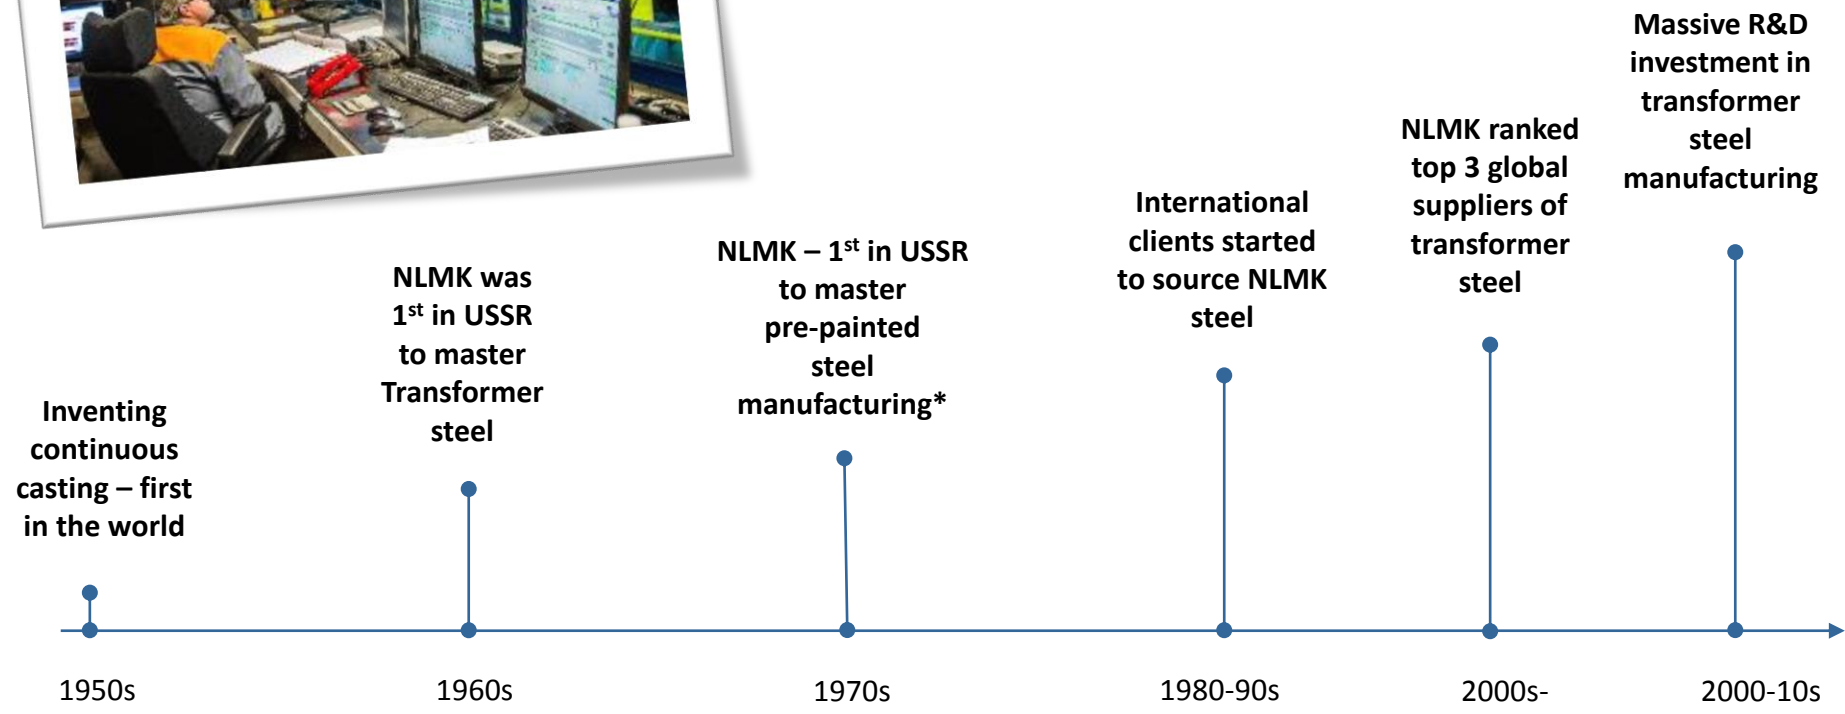 Inventing
continuous
casting – first
in the world
NLMK was
1st in USSR
to master
Transformer
steel
NLMK – 1st in USSR
to master
pre-painted
steel
manufacturing*
International
clients started
to source NLMK
steel
NLMK ranked
top 3 global
suppliers of
transformer
steel
Massive R&D
investment in
transformer
steel
manufacturing
1950s
1960s
1970s
1980-90s
2000s-
2000-10s